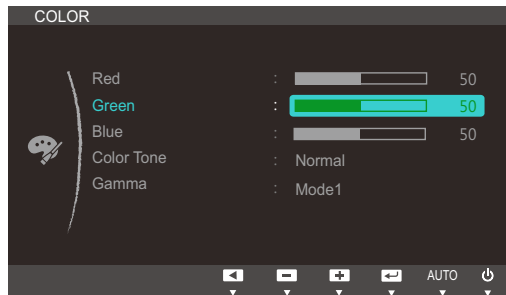 COLOR
Red : 50
Green : 50
Blue : 50
Color Tone : Normal
Gamma : Mode1
AUTO